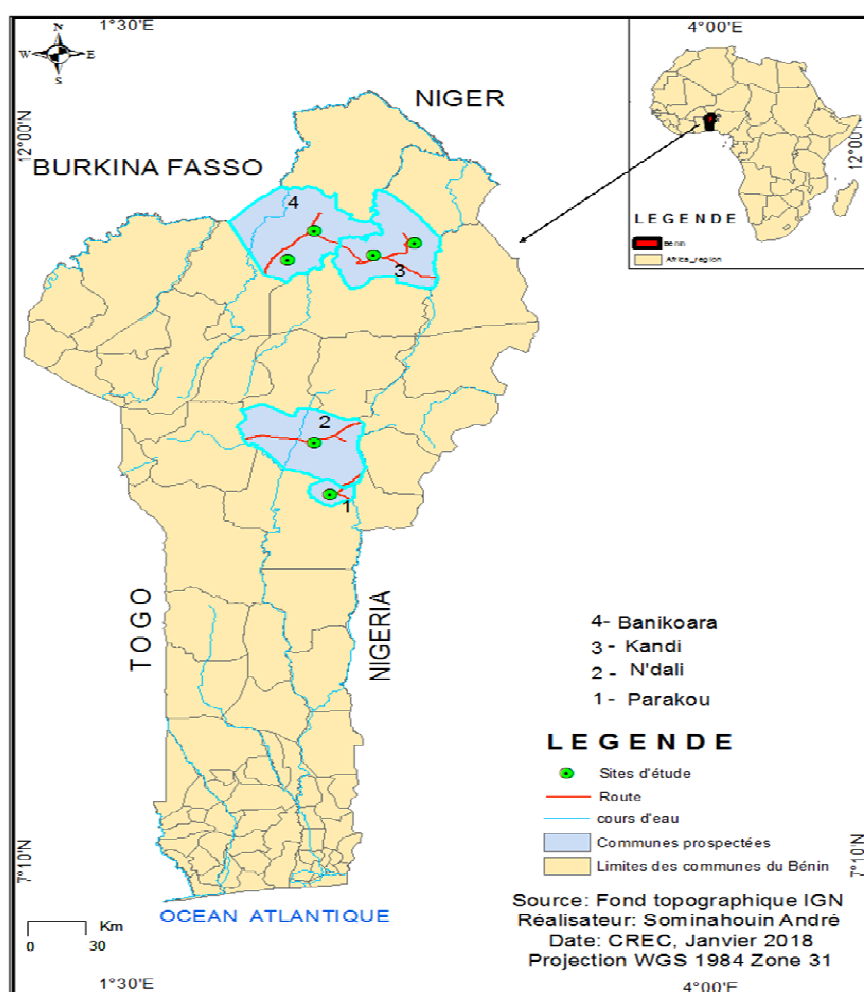 1°30'E
4°00'E
N
W E
S
12°00'N
12°00'N
NIGER
BURKINA FASSO
LEGENDE
Bénin
Africa_region
4
3
2
1
TOGO
NIGERIA
4- Banikoara
3 - Kandi
2 - N'dali
1 - Parakou
LEGENDE
Sites d'étude
Route
cours d'eau
Communes prospectées
Limites des communes du Bénin
7°10'N
7°10'N
OCEAN ATLANTIQUE
Km
0 30
Source: Fond topographique IGN
Réalisateur: Sominahouin André
Date: CREC, Janvier 2018
Projection WGS 1984 Zone 31
1°30'E
4°00'E